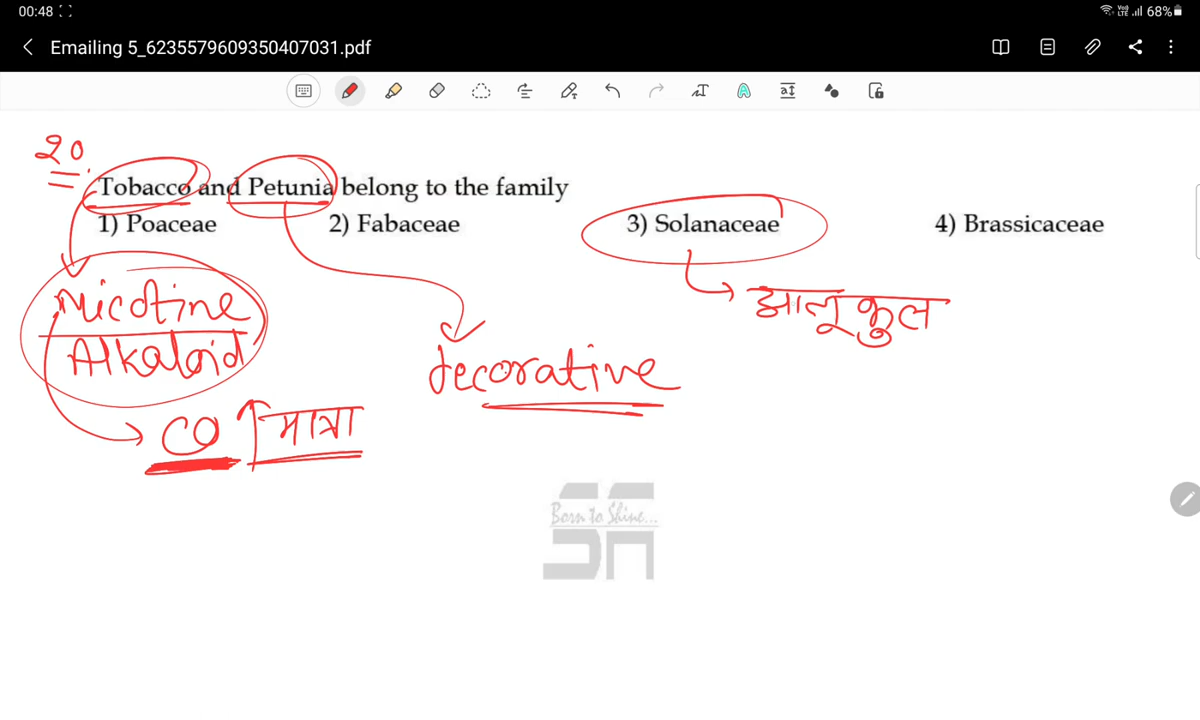 00:48
68%
Emailing 5_6235579609350407031.pdf
20.
Tobacco and Petunia belong to the family
1) Poaceae 2) Fabaceae 3) Solanaceae 4) Brassicaceae
Nicotine
Alkaloid
आलू कुल
decorative
CO ↑ मात्रा
Born to Shine...